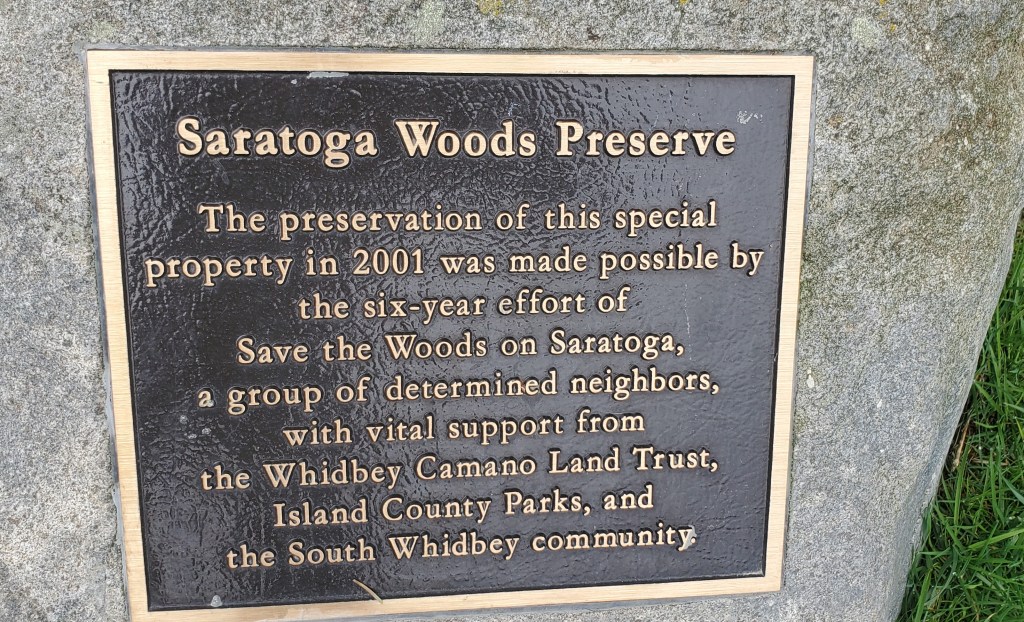 Saratoga Woods Preserve
The preservation of this special
property in 2001 was made possible by
the six-year effort of
Save the Woods on Saratoga,
a group of determined neighbors,
with vital support from
the Whidbey Camano Land Trust,
Island County Parks, and
the South Whidbey community.